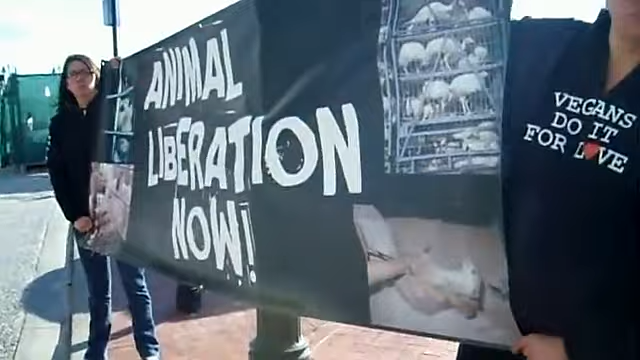 ANIMAL
LIBERATION
NOW!
VEGANS
DO IT
FOR LOVE